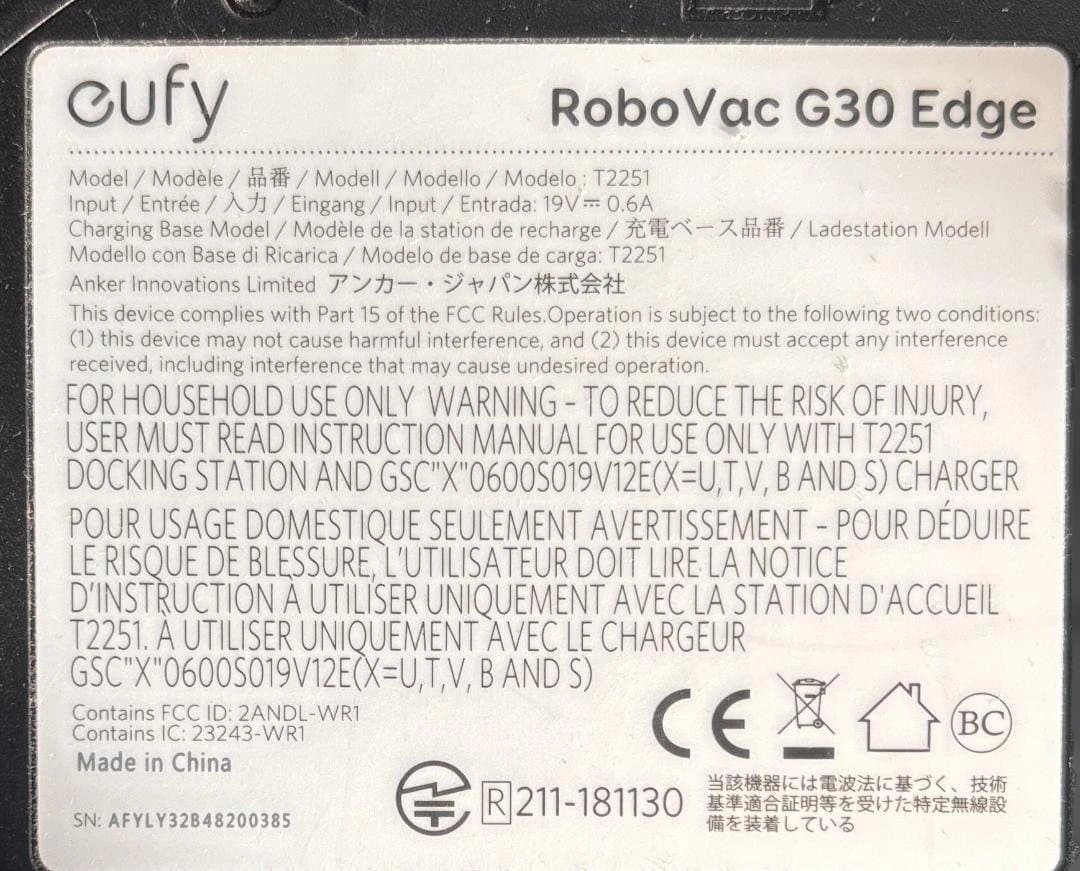 eufy
RoboVac G30 Edge
Model / Modèle / 品番 / Modell / Modello / Modelo : T2251
Input / Entrée / 入力 / Eingang / Input / Entrada: 19V⎓ 0.6A
Charging Base Model / Modèle de la station de recharge / 充電ベース品番 / Ladestation Modell
Modello con Base di Ricarica / Modelo de base de carga: T2251
Anker Innovations Limited アンカー・ジャパン株式会社
This device complies with Part 15 of the FCC Rules.Operation is subject to the following two conditions:
(1) this device may not cause harmful interference, and (2) this device must accept any interference
received, including interference that may cause undesired operation.
FOR HOUSEHOLD USE ONLY WARNING – TO REDUCE THE RISK OF INJURY,
USER MUST READ INSTRUCTION MANUAL FOR USE ONLY WITH T2251
DOCKING STATION AND GSC"X"0600S019V12E(X=U,T,V, B AND S) CHARGER
POUR USAGE DOMESTIQUE SEULEMENT AVERTISSEMENT – POUR DÉDUIRE
LE RISQUE DE BLESSURE, L'UTILISATEUR DOIT LIRE LA NOTICE
D'INSTRUCTION À UTILISER UNIQUEMENT AVEC LA STATION D'ACCUEIL
T2251. À UTILISER UNIQUEMENT AVEC LE CHARGEUR
GSC"X"0600S019V12E(X=U,T,V, B AND S)
Contains FCC ID: 2ANDL-WR1
Contains IC: 23243-WR1
Made in China
CE
BC
R 211-181130
当該機器には電波法に基づく、技術
基準適合証明等を受けた特定無線設
備を装着している
SN: AFYLY32B48200385